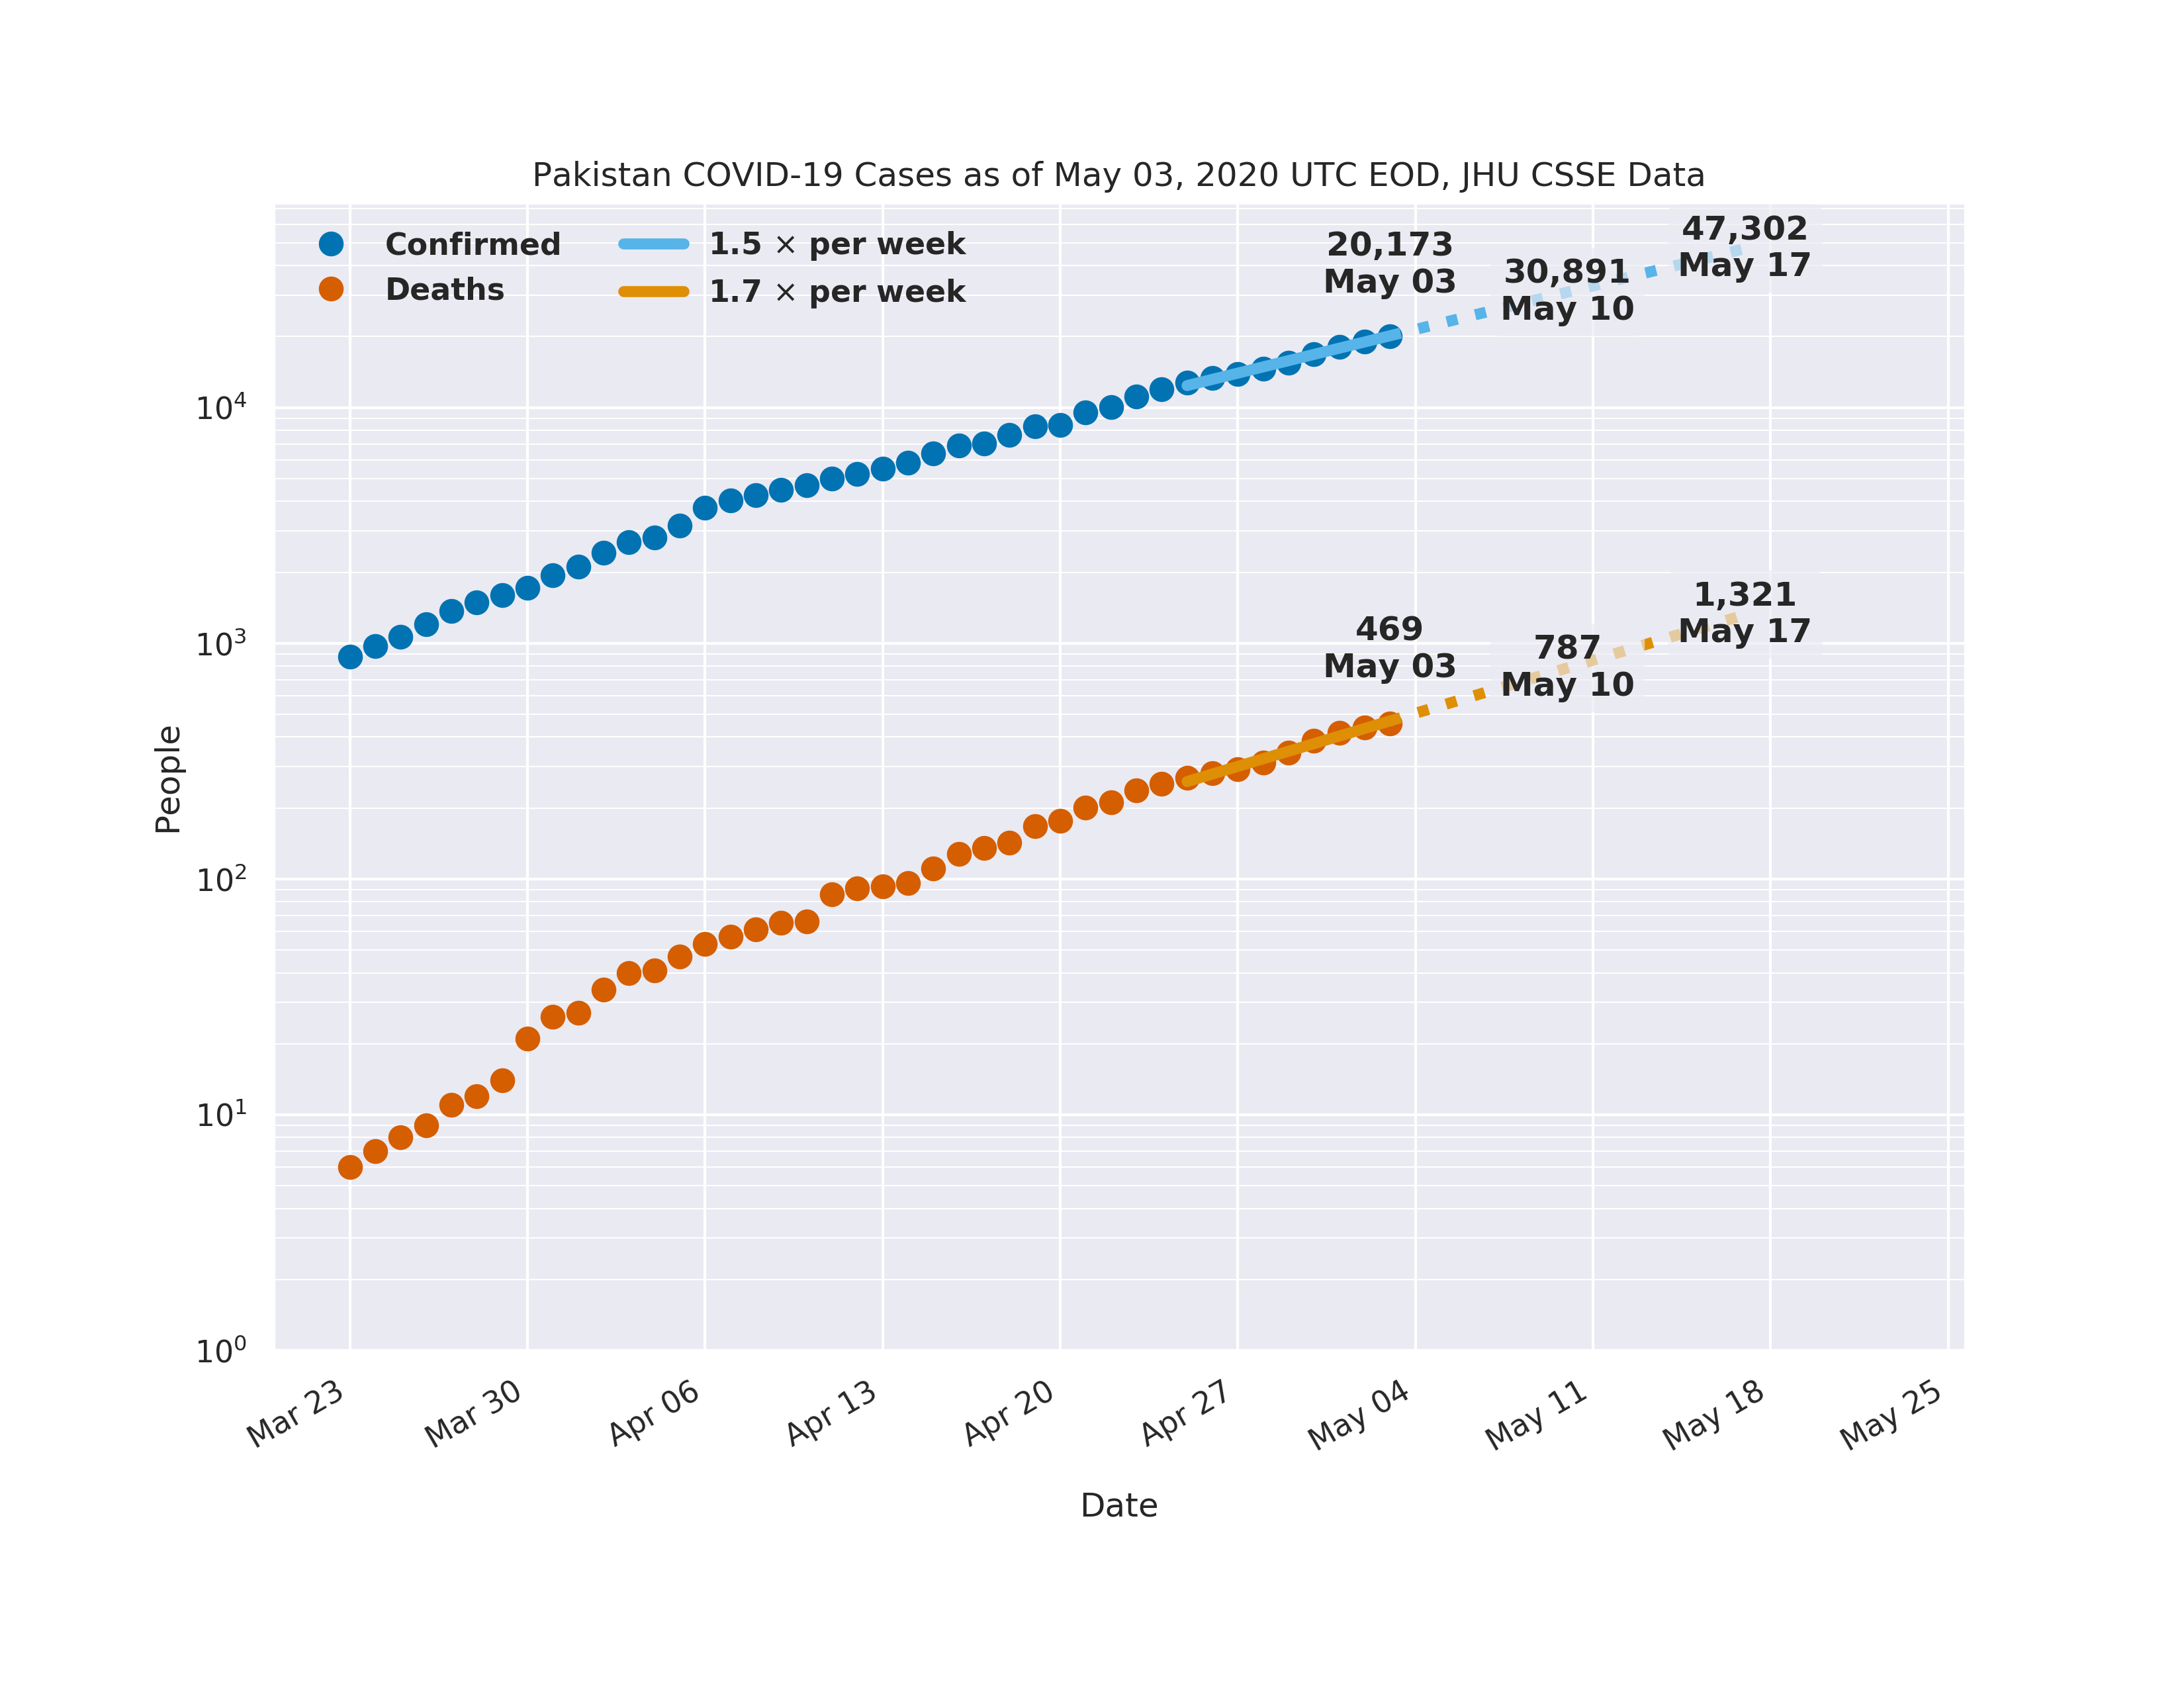 Pakistan COVID-19 Cases as of May 03, 2020 UTC EOD, JHU CSSE Data
Confirmed
Deaths
1.5 × per week
1.7 × per week
20,173
May 03
30,891
May 10
47,302
May 17
469
May 03
787
May 10
1,321
May 17
People
10⁴
10³
10²
10¹
10⁰
Mar 23
Mar 30
Apr 06
Apr 13
Apr 20
Apr 27
May 04
May 11
May 18
May 25
Date